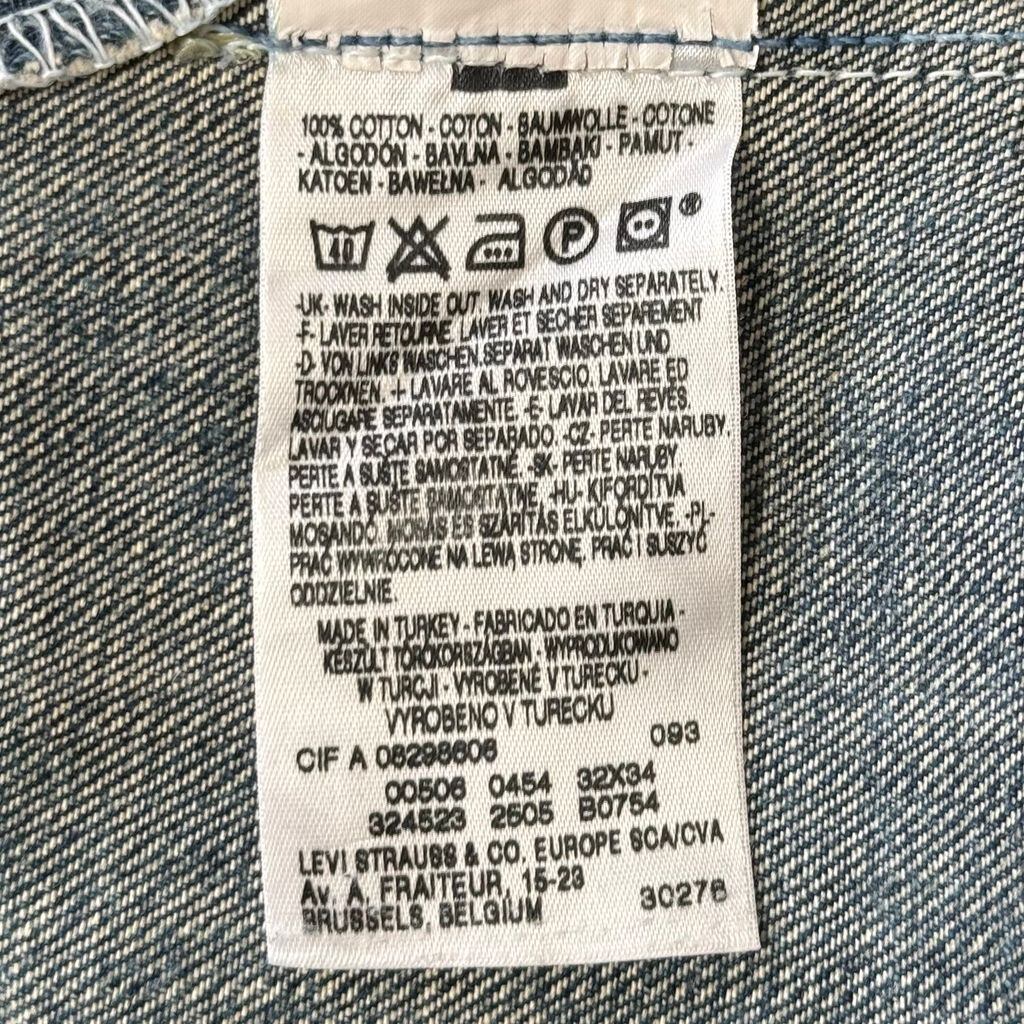 100% COTTON - COTON - BAUMWOLLE - COTONE
- ALGODÓN - BAVLNA - BAMBAKI - PAMUT -
KATOEN - BAWEŁNA - ALGODÃO
40 P ®
-UK- WASH INSIDE OUT. WASH AND DRY SEPARATELY.
-F- LAVER RETOURNE. LAVER ET SECHER SEPAREMENT
-D- VON LINKS WASCHEN. SEPARAT WASCHEN UND
TROCKNEN. -I- LAVARE AL ROVESCIO. LAVARE ED
ASCIUGARE SEPARATAMENTE. -E- LAVAR DEL REVES.
LAVAR Y SECAR POR SEPARADO. -CZ- PERTE NARUBY.
PERTE A SUŠTE SAMOSTATNE. -SK- PERTE NARUBY
PERTE A SUŠTE SAMOSTATNE. -HU- KIFORDÍTVA
MOSANDÓ. MOSÁS ÉS SZÁRÍTÁS ELKÜLÖNÍTVE. -PL-
PRAĆ WYWRÓCONE NA LEWĄ STRONĘ, PRAĆ I SUSZYĆ
ODDZIELNIE.
MADE IN TURKEY - FABRICADO EN TURQUIA -
KÉSZÜLT TÖRÖKORSZÁGBAN - WYPRODUKOWANO
W TURCJI - VYROBENÉ V TURECKU -
VYROBENO V TURECKU
CIF A 08298606 093
00506 0454 32X34
324523 2505 B0754
LEVI STRAUSS & CO. EUROPE SCA/CVA
AV. A. FRAITEUR, 15-23
BRUSSELS, BELGIUM 30276